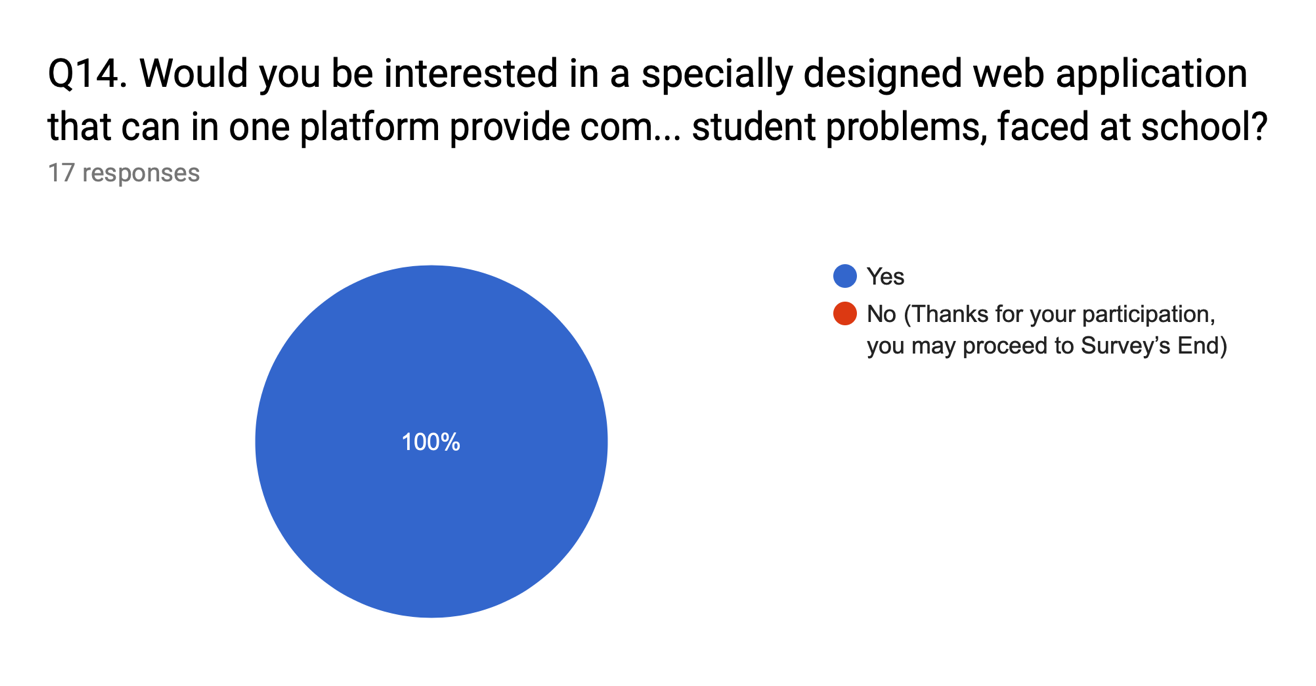 Q14. Would you be interested in a specially designed web application
that can in one platform provide com... student problems, faced at school?
17 responses
Yes
No (Thanks for your participation,
you may proceed to Survey’s End)
100%